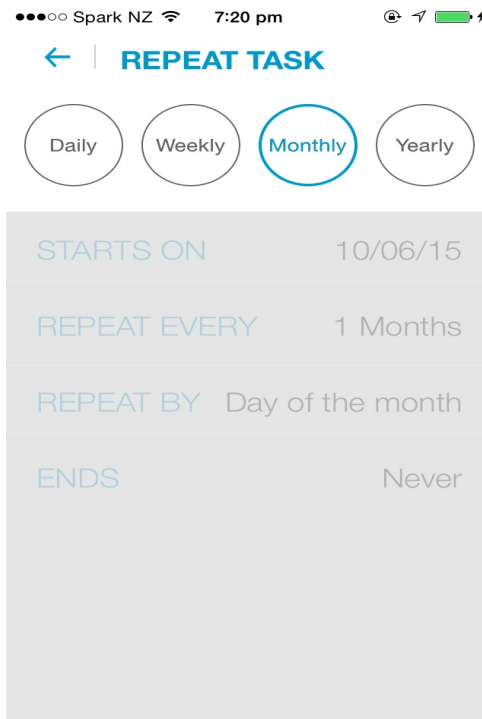 Spark NZ 7:20 pm
REPEAT TASK
Daily Weekly Monthly Yearly
STARTS ON 10/06/15
REPEAT EVERY 1 Months
REPEAT BY Day of the month
ENDS Never